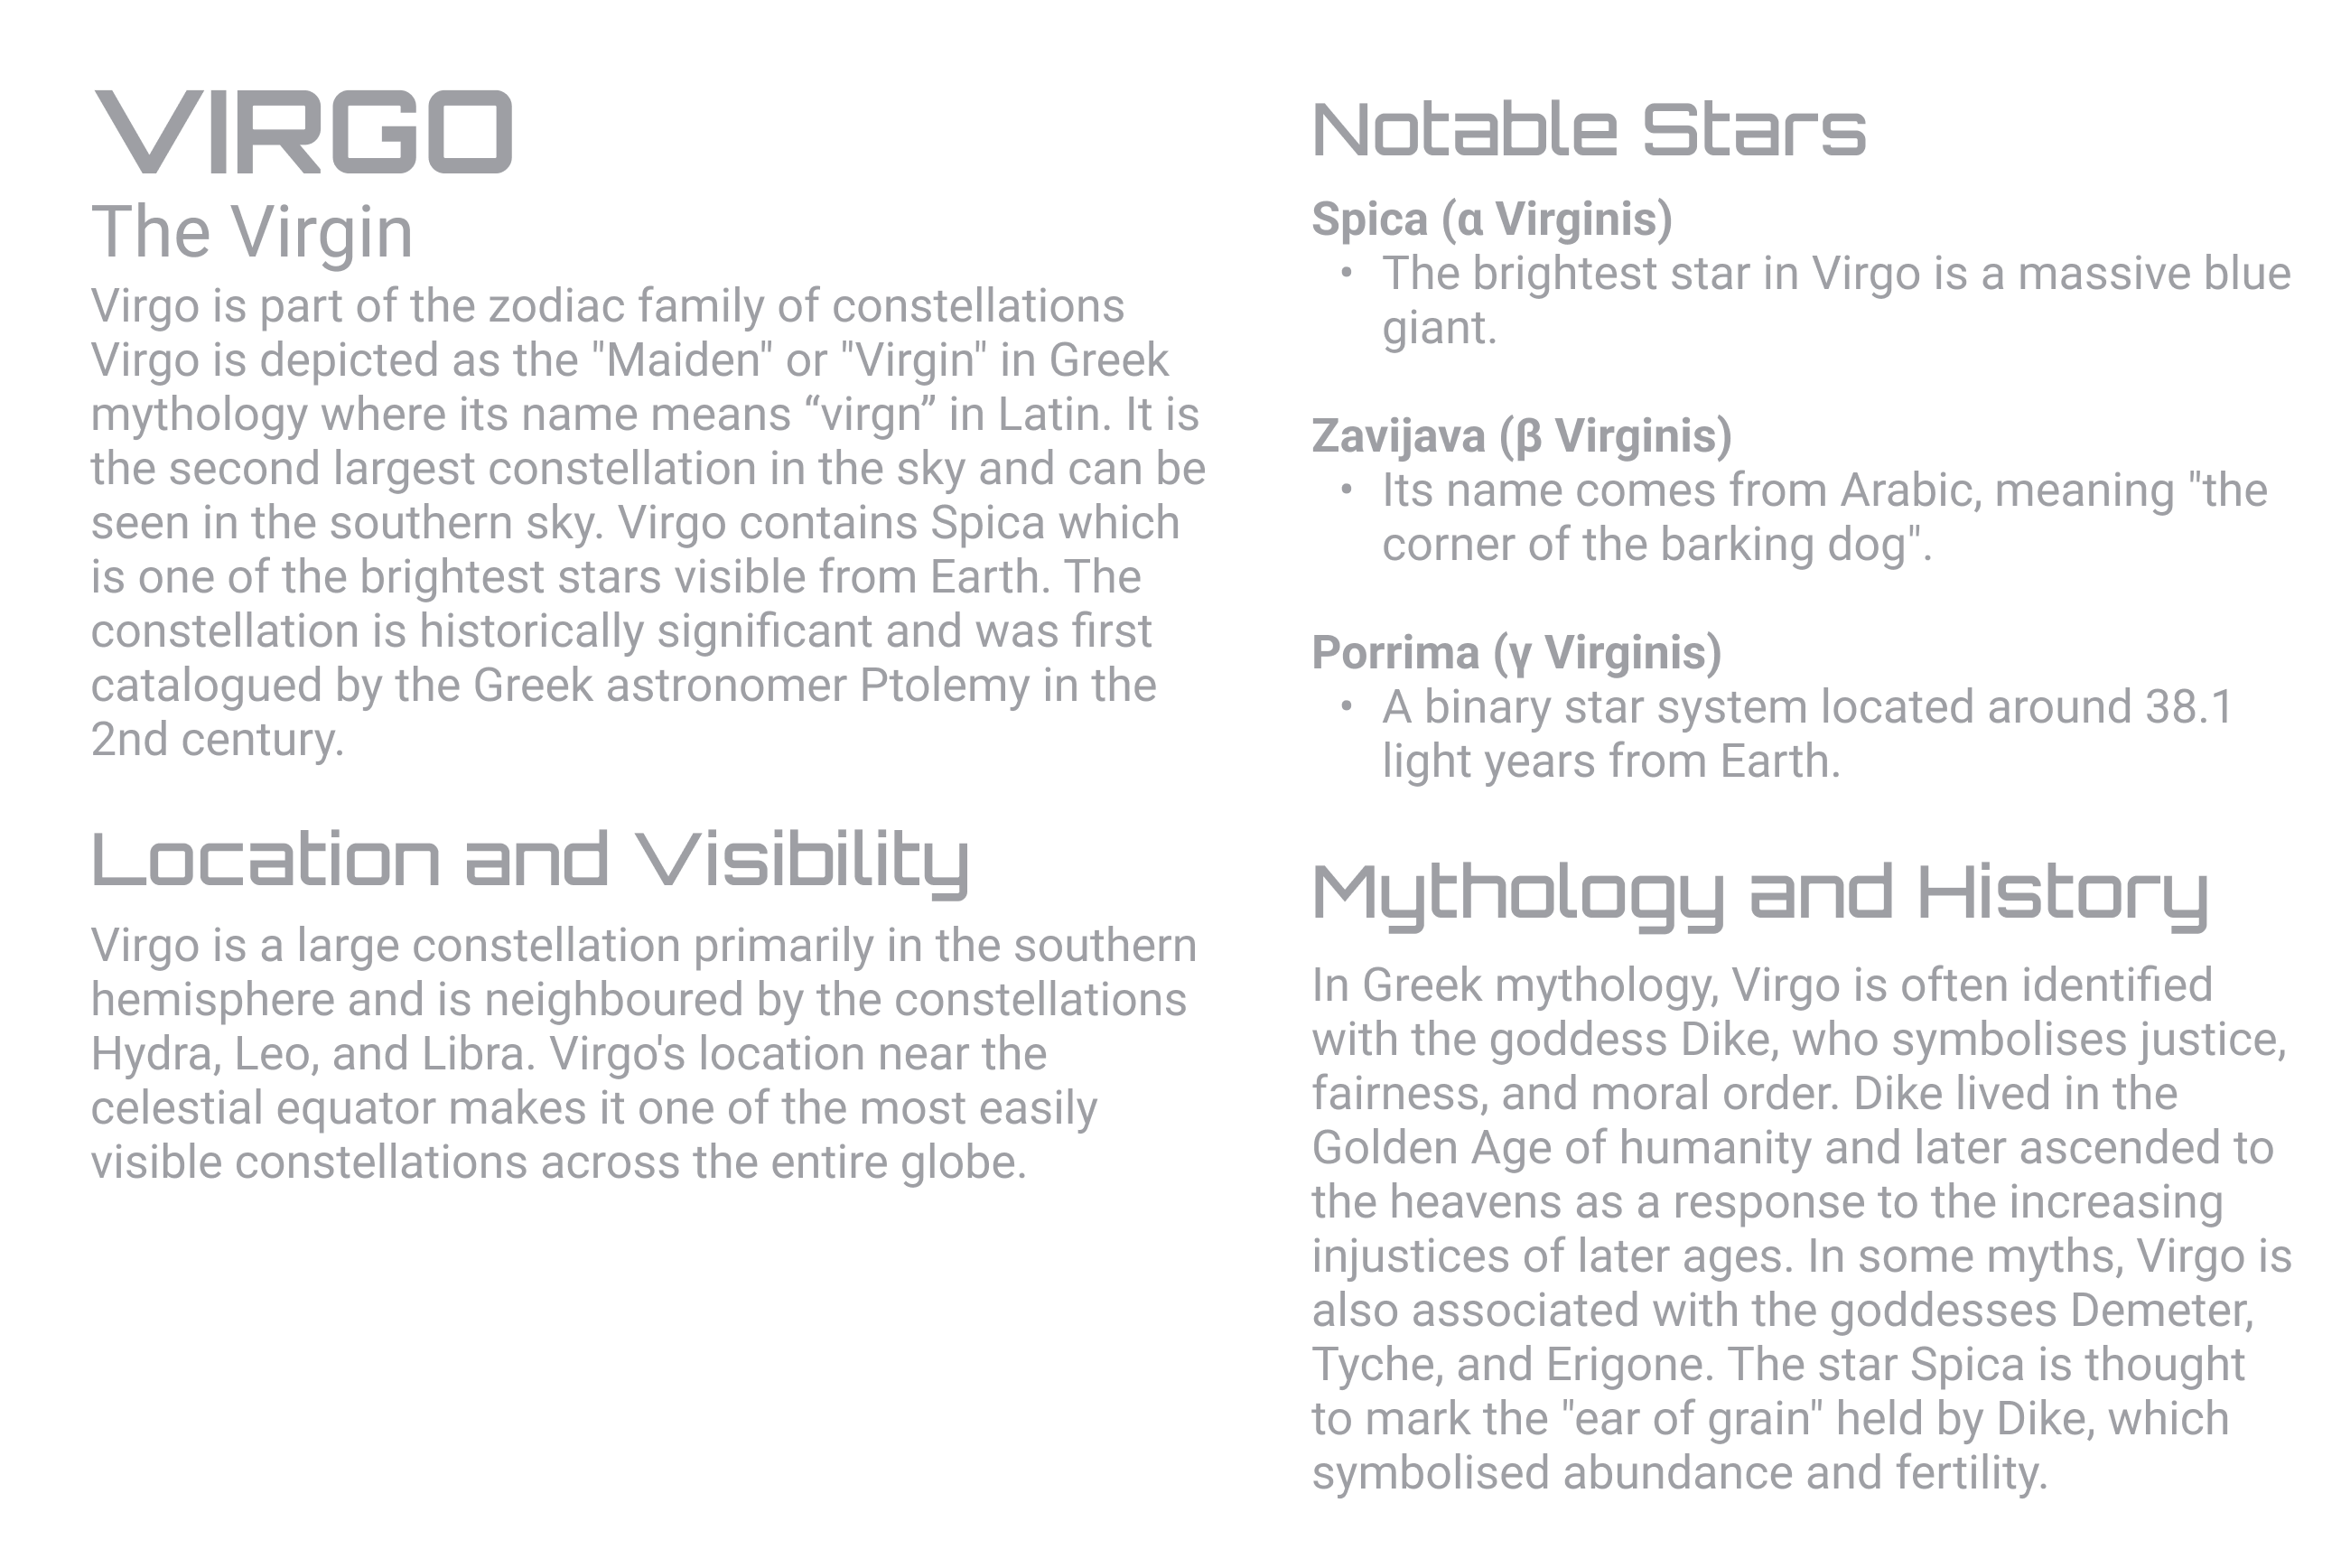 VIRGO
The Virgin
Virgo is part of the zodiac family of constellations
Virgo is depicted as the "Maiden" or "Virgin" in Greek
mythology where its name means “virgn” in Latin. It is
the second largest constellation in the sky and can be
seen in the southern sky. Virgo contains Spica which
is one of the brightest stars visible from Earth. The
constellation is historically significant and was first
catalogued by the Greek astronomer Ptolemy in the
2nd century.
Location and Visibility
Virgo is a large constellation primarily in the southern
hemisphere and is neighboured by the constellations
Hydra, Leo, and Libra. Virgo's location near the
celestial equator makes it one of the most easily
visible constellations across the entire globe.
Notable Stars
Spica (α Virginis)
• The brightest star in Virgo is a massive blue
giant.
Zavijava (β Virginis)
• Its name comes from Arabic, meaning "the
corner of the barking dog".
Porrima (γ Virginis)
• A binary star system located around 38.1
light years from Earth.
Mythology and History
In Greek mythology, Virgo is often identified
with the goddess Dike, who symbolises justice,
fairness, and moral order. Dike lived in the
Golden Age of humanity and later ascended to
the heavens as a response to the increasing
injustices of later ages. In some myths, Virgo is
also associated with the goddesses Demeter,
Tyche, and Erigone. The star Spica is thought
to mark the "ear of grain" held by Dike, which
symbolised abundance and fertility.